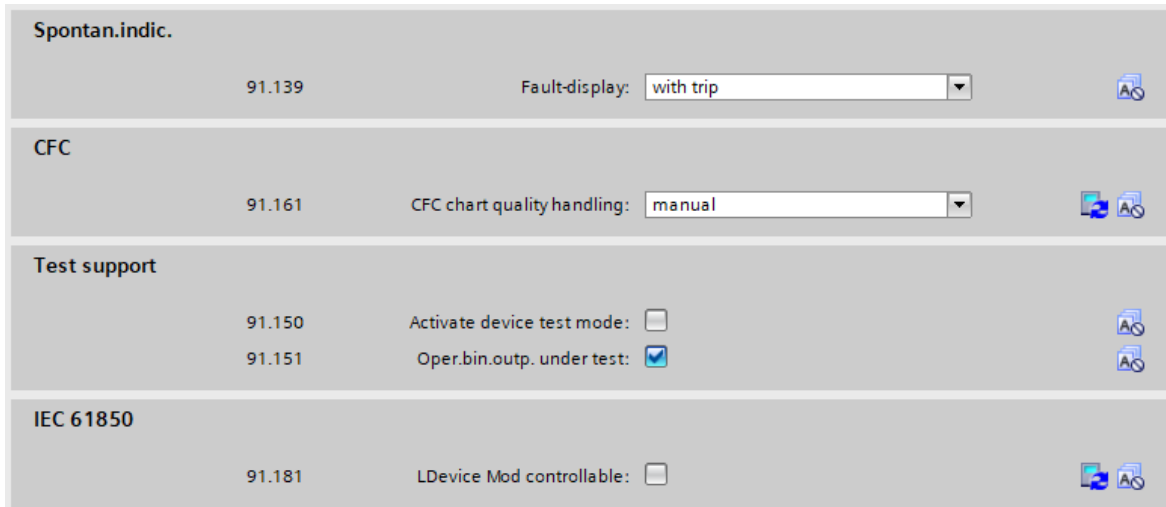 Spontan.indic.
91.139 Fault-display: with trip
CFC
91.161 CFC chart quality handling: manual
Test support
91.150 Activate device test mode:
91.151 Oper.bin.outp. under test:
IEC 61850
91.181 LDevice Mod controllable: